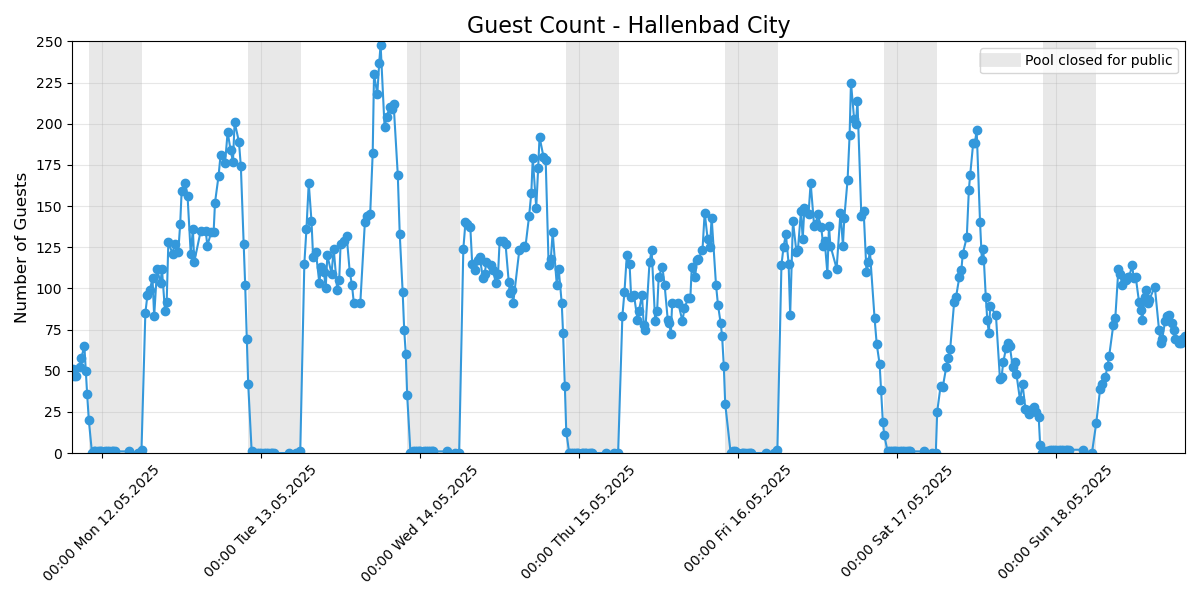 Guest Count - Hallenbad City
Pool closed for public
Number of Guests
250
225
200
175
150
125
100
75
50
25
0
00:00 Mon 12.05.2025
00:00 Tue 13.05.2025
00:00 Wed 14.05.2025
00:00 Thu 15.05.2025
00:00 Fri 16.05.2025
00:00 Sat 17.05.2025
00:00 Sun 18.05.2025